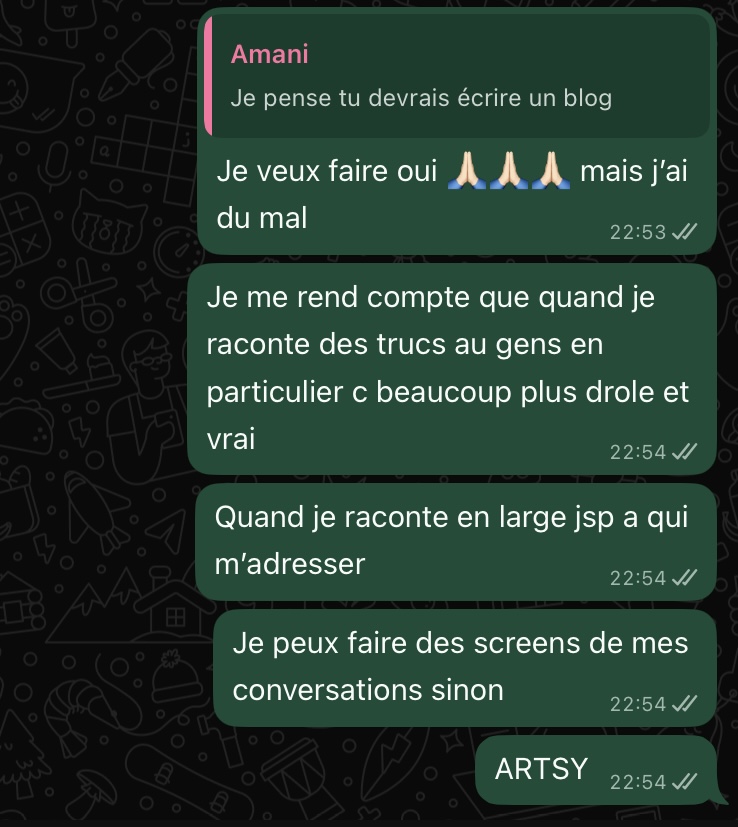 Amani
Je pense tu devrais écrire un blog
Je veux faire oui 🙏🏻🙏🏻🙏🏻 mais j’ai
du mal
22:53
Je me rend compte que quand je
raconte des trucs au gens en
particulier c beaucoup plus drole et
vrai
22:54
Quand je raconte en large jsp a qui
m’adresser
22:54
Je peux faire des screens de mes
conversations sinon
22:54
ARTSY
22:54